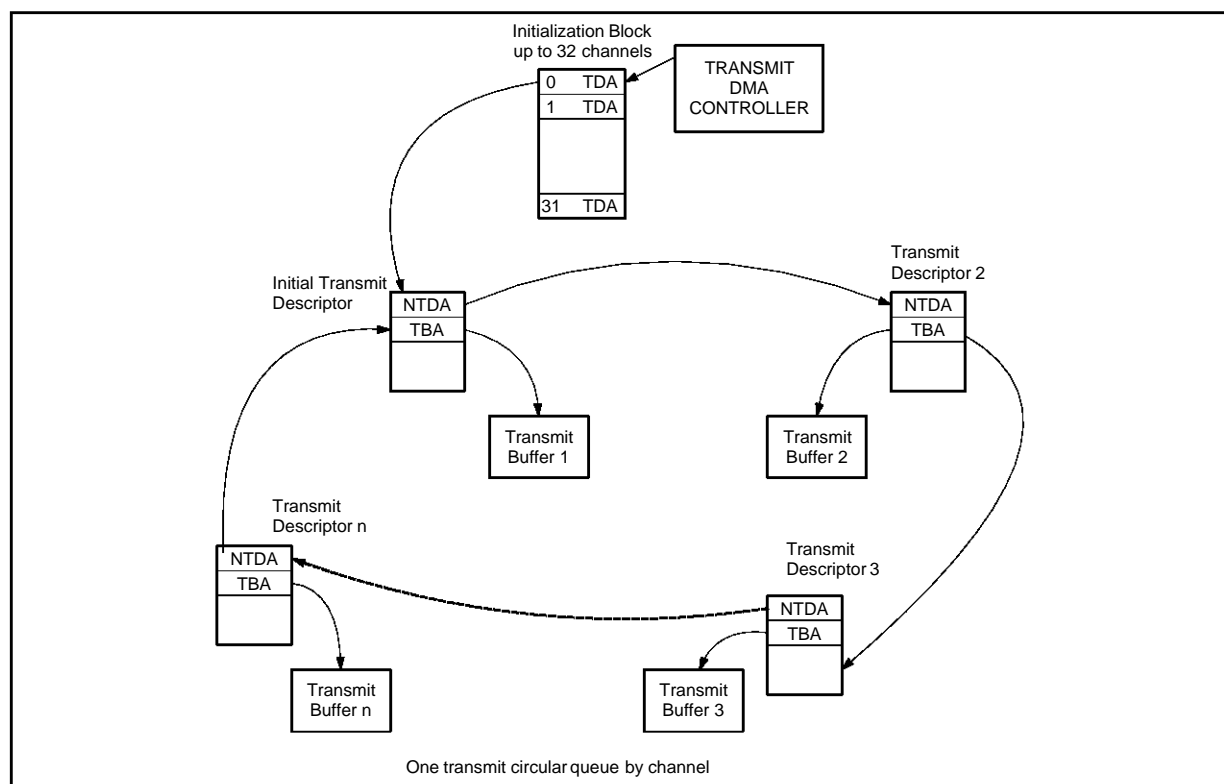 Initialization Block
up to 32 channels
TRANSMIT
DMA
CONTROLLER
0 TDA
1 TDA
31 TDA
Initial Transmit
Descriptor
NTDA
TBA
Transmit
Descriptor 2
NTDA
TBA
Transmit
Buffer 1
Transmit
Buffer 2
Transmit
Descriptor n
NTDA
TBA
Transmit
Descriptor 3
NTDA
TBA
Transmit
Buffer n
Transmit
Buffer 3
One transmit circular queue by channel